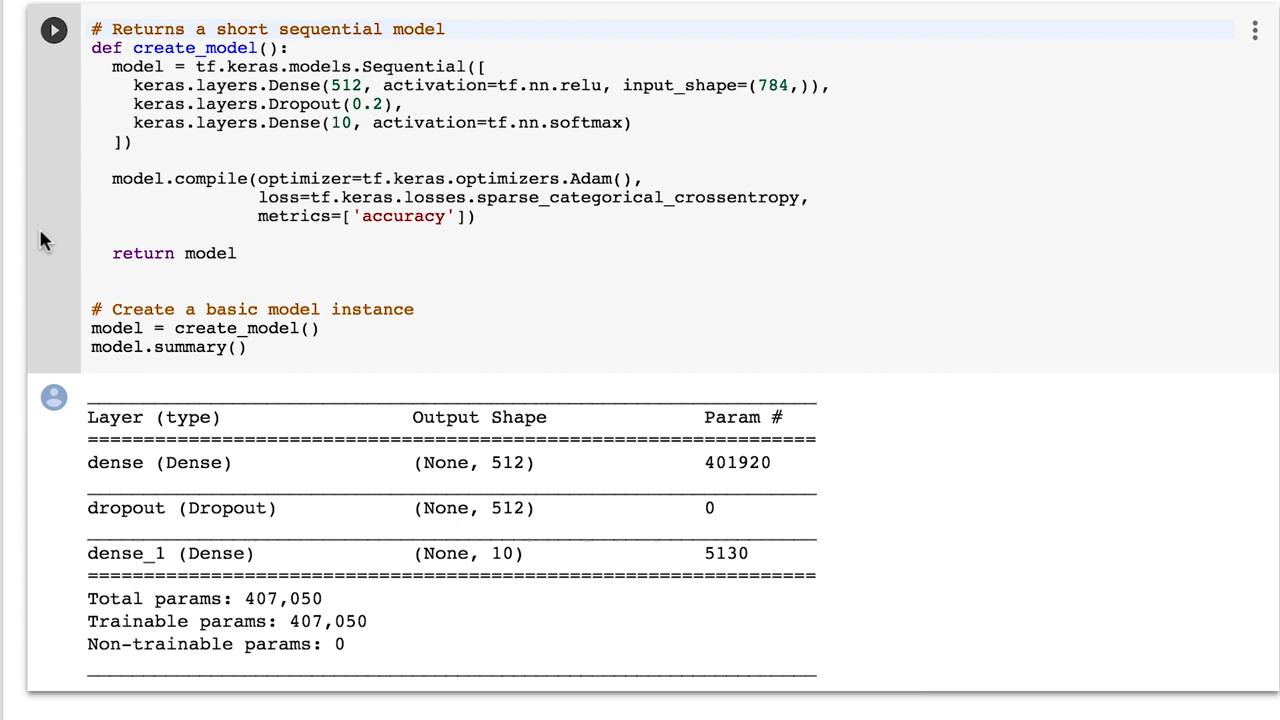 # Returns a short sequential model
def create_model():
  model = tf.keras.models.Sequential([
    keras.layers.Dense(512, activation=tf.nn.relu, input_shape=(784,)),
    keras.layers.Dropout(0.2),
    keras.layers.Dense(10, activation=tf.nn.softmax)
  ])
  model.compile(optimizer=tf.keras.optimizers.Adam(),
                loss=tf.keras.losses.sparse_categorical_crossentropy,
                metrics=['accuracy'])
  return model
# Create a basic model instance
model = create_model()
model.summary()
_________________________________________________________________
Layer (type)                 Output Shape              Param #
=================================================================
dense (Dense)                (None, 512)               401920
_________________________________________________________________
dropout (Dropout)            (None, 512)               0
_________________________________________________________________
dense_1 (Dense)              (None, 10)                5130
=================================================================
Total params: 407,050
Trainable params: 407,050
Non-trainable params: 0
_________________________________________________________________